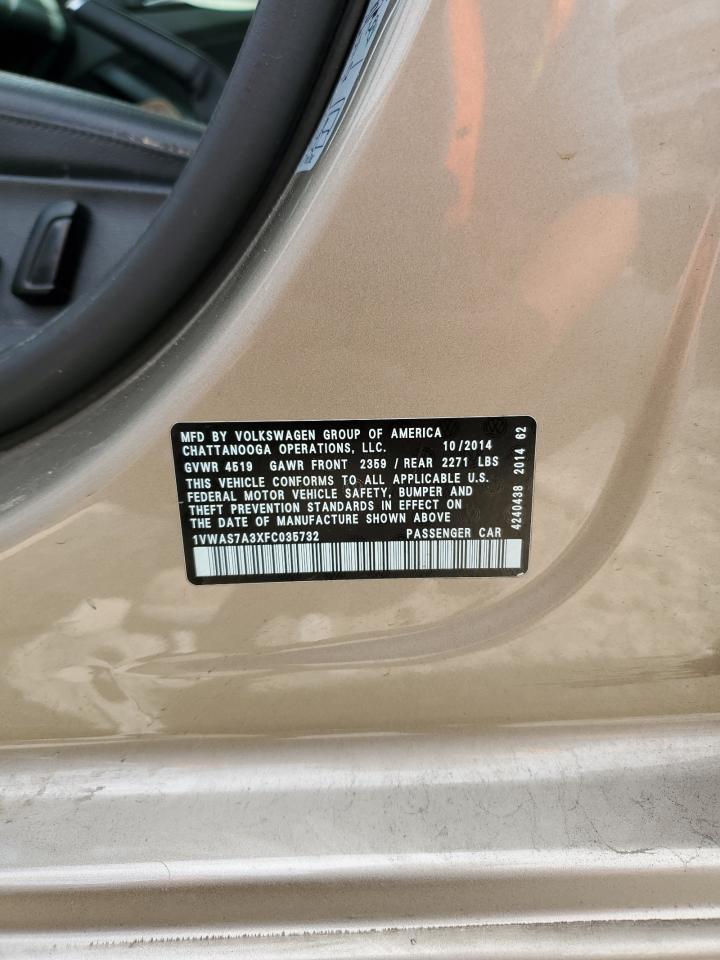 MFD BY VOLKSWAGEN GROUP OF AMERICA
CHATTANOOGA OPERATIONS, LLC. 10/2014
GVWR 4519 GAWR FRONT 2359 / REAR 2271 LBS
THIS VEHICLE CONFORMS TO ALL APPLICABLE U.S.
FEDERAL MOTOR VEHICLE SAFETY, BUMPER AND
THEFT PREVENTION STANDARDS IN EFFECT ON
THE DATE OF MANUFACTURE SHOWN ABOVE
1VWAS7A3XFC035732 PASSENGER CAR
4240438 2014 62